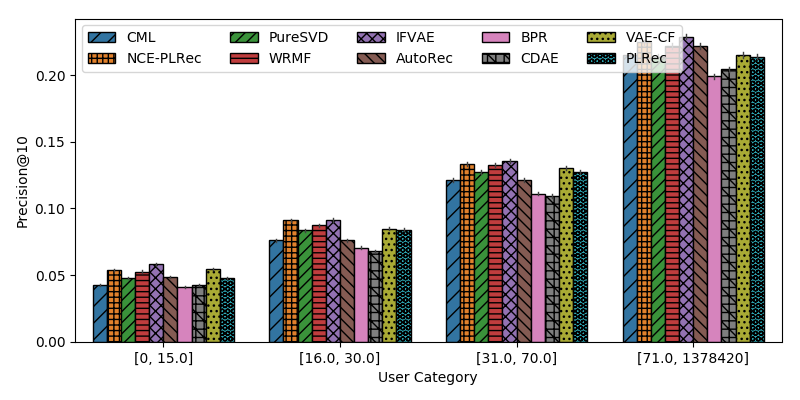 CML PureSVD IFVAE BPR VAE-CF
NCE-PLRec WRMF AutoRec CDAE PLRec
0.20
0.15
0.10
0.05
0.00
Precision@10
[0, 15.0] [16.0, 30.0] [31.0, 70.0] [71.0, 1378420]
User Category